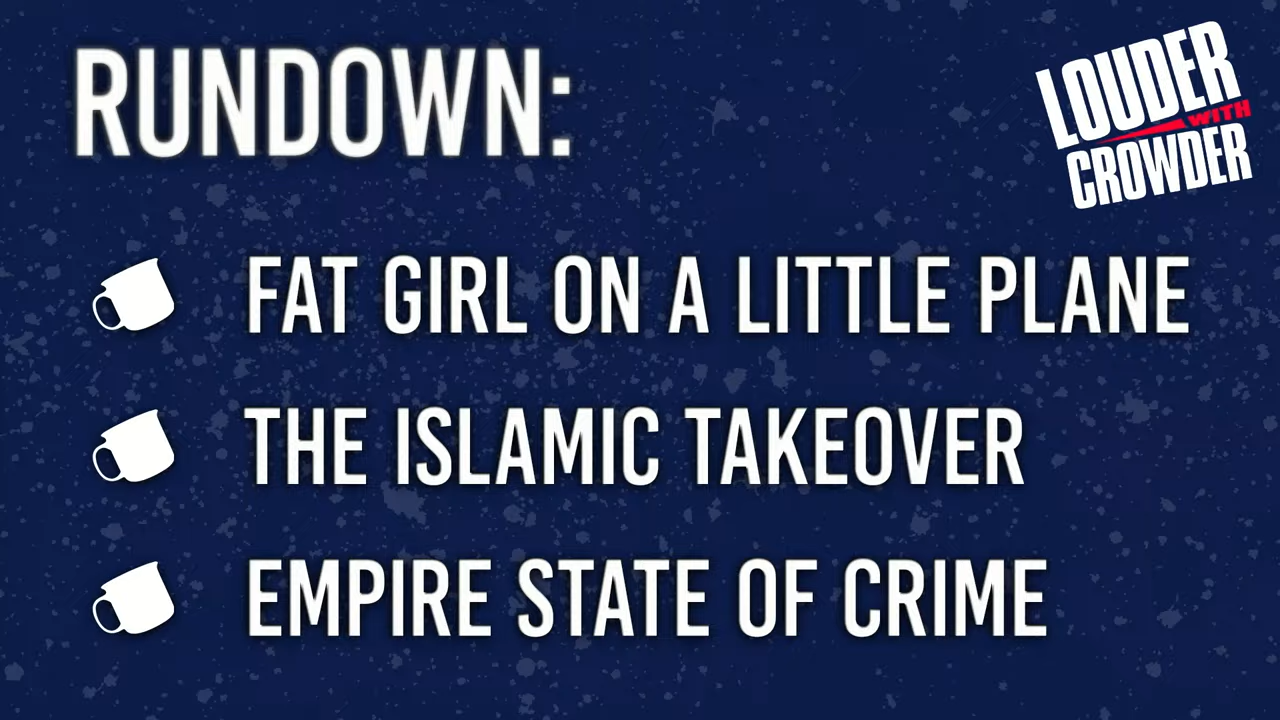 RUNDOWN:
LOUDER
WITH
CROWDER
FAT GIRL ON A LITTLE PLANE
THE ISLAMIC TAKEOVER
EMPIRE STATE OF CRIME